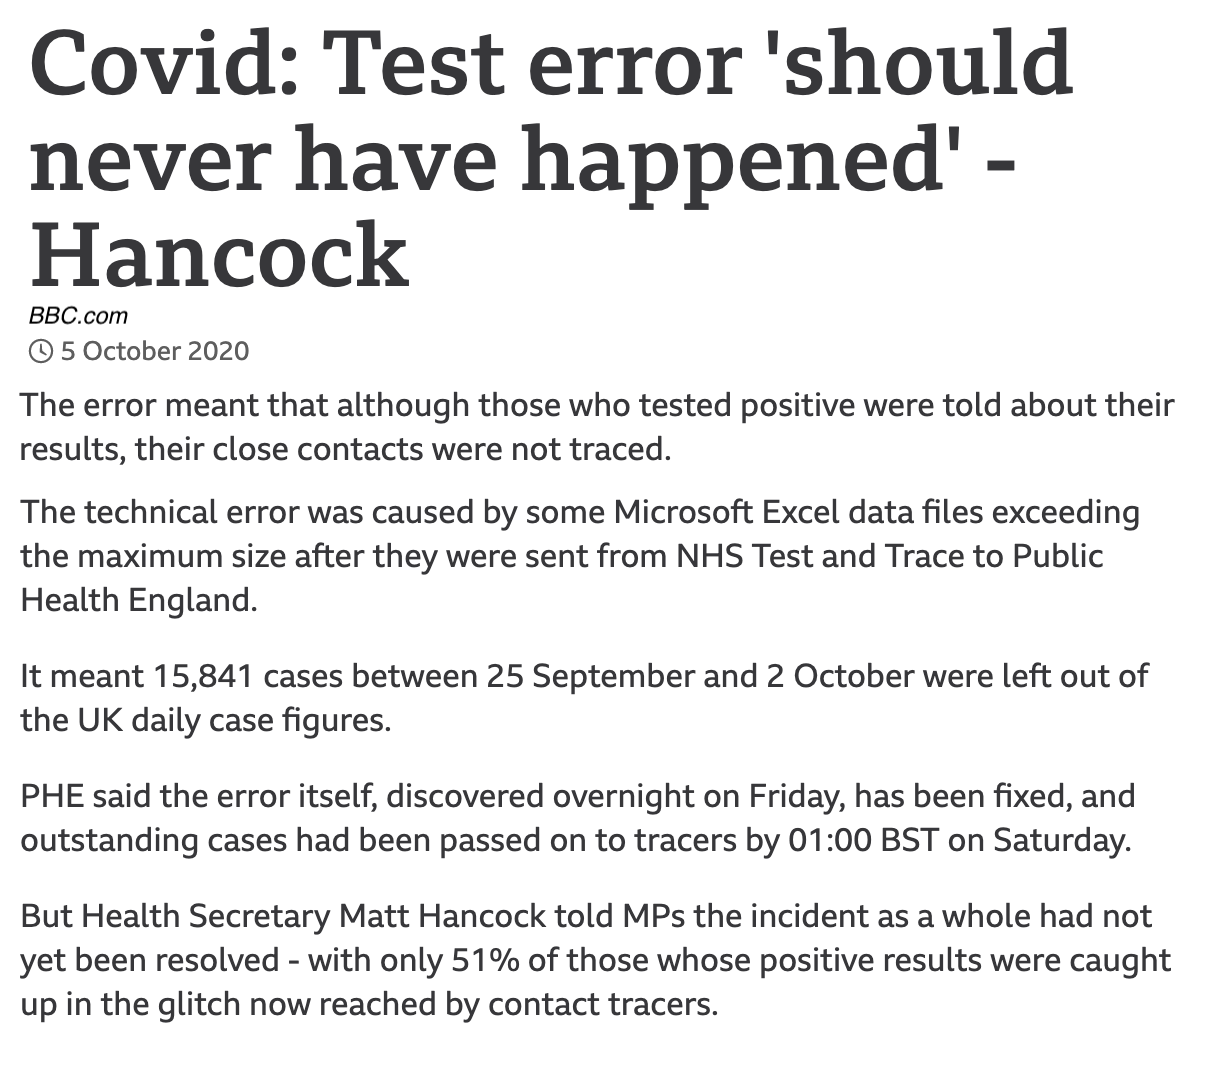 Covid: Test error 'should
never have happened' -
Hancock
BBC.com
5 October 2020
The error meant that although those who tested positive were told about their
results, their close contacts were not traced.
The technical error was caused by some Microsoft Excel data files exceeding
the maximum size after they were sent from NHS Test and Trace to Public
Health England.
It meant 15,841 cases between 25 September and 2 October were left out of
the UK daily case figures.
PHE said the error itself, discovered overnight on Friday, has been fixed, and
outstanding cases had been passed on to tracers by 01:00 BST on Saturday.
But Health Secretary Matt Hancock told MPs the incident as a whole had not
yet been resolved - with only 51% of those whose positive results were caught
up in the glitch now reached by contact tracers.